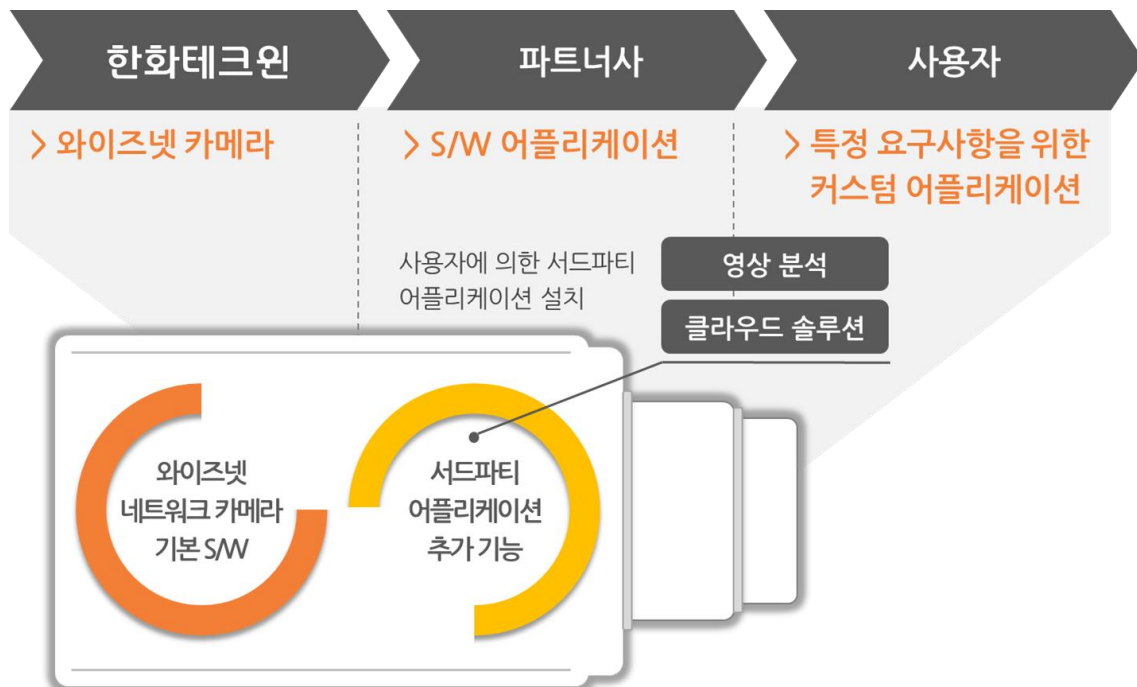 한화테크윈
파트너사
사용자
> 와이즈넷 카메라
> S/W 어플리케이션
> 특정 요구사항을 위한
커스텀 어플리케이션
사용자에 의한 서드파티
어플리케이션 설치
영상 분석
클라우드 솔루션
와이즈넷
네트워크 카메라
기본 S/W
서드파티
어플리케이션
추가 기능